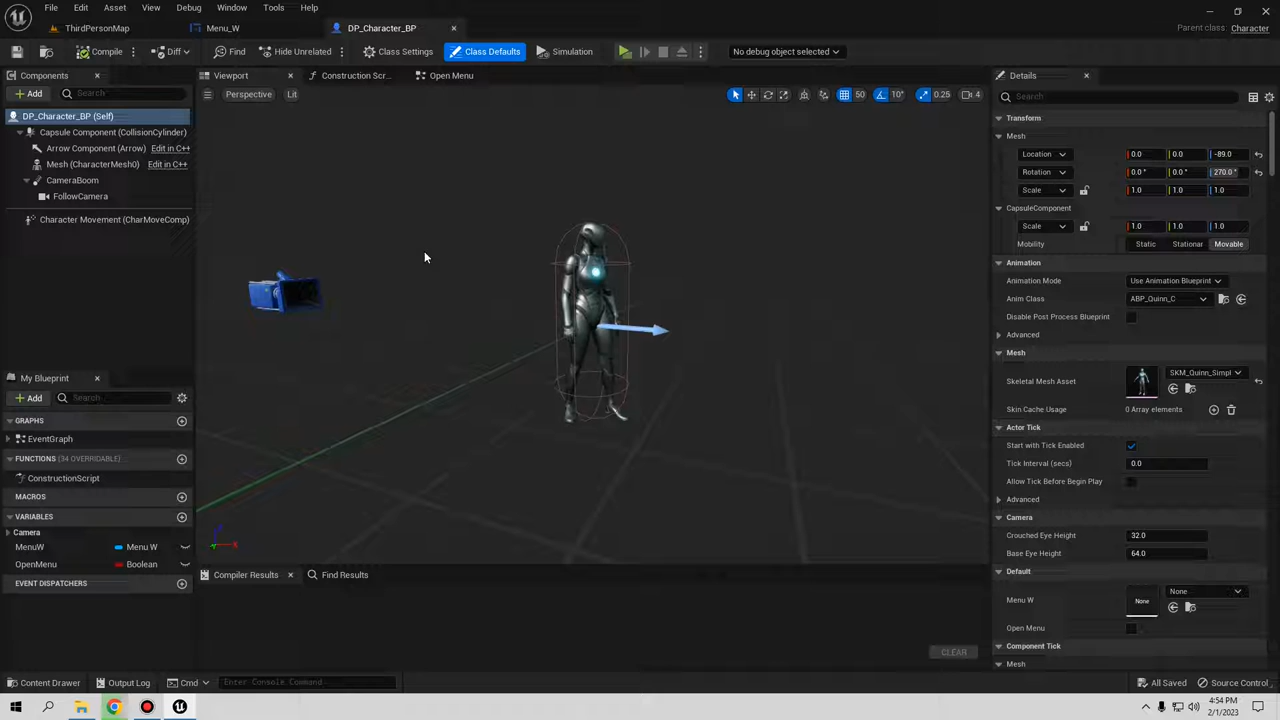 File Edit Asset View Debug Window Tools Help
ThirdPersonMap Menu_W DP_Character_BP Parent class: Character
Compile Diff Find Hide Unrelated Class Settings Class Defaults Simulation No debug object selected
Components Viewport Construction Scr... Open Menu Details
Add Search Perspective Lit 50 10° 0.25 4 Search
DP_Character_BP (Self)
Capsule Component (CollisionCylinder)
Arrow Component (Arrow) Edit in C++
Mesh (CharacterMesh0) Edit in C++
CameraBoom
FollowCamera
Character Movement (CharMoveComp)
Transform
Mesh
Location 0.0 0.0 -89.0
Rotation 0.0 ° 0.0 ° 270.0 °
Scale 1.0 1.0 1.0
CapsuleComponent
Scale 1.0 1.0 1.0
Mobility Static Stationar Movable
Animation
Animation Mode Use Animation Blueprint
Anim Class ABP_Quinn_C
Disable Post Process Blueprint
Advanced
Mesh
Skeletal Mesh Asset SKM_Quinn_Simpl
Skin Cache Usage 0 Array elements
Actor Tick
Start with Tick Enabled
Tick Interval (secs) 0.0
Allow Tick Before Begin Play
Advanced
Camera
Crouched Eye Height 32.0
Base Eye Height 64.0
Default
Menu W None None
Open Menu
Component Tick
Mesh
My Blueprint
Add Search
GRAPHS
EventGraph
FUNCTIONS (34 OVERRIDABLE)
ConstructionScript
MACROS
VARIABLES
Camera
MenuW Menu W
OpenMenu Boolean
EVENT DISPATCHERS
Compiler Results Find Results
CLEAR
Content Drawer Output Log Cmd Enter Console Command All Saved Source Control
4:54 PM
2/1/2023